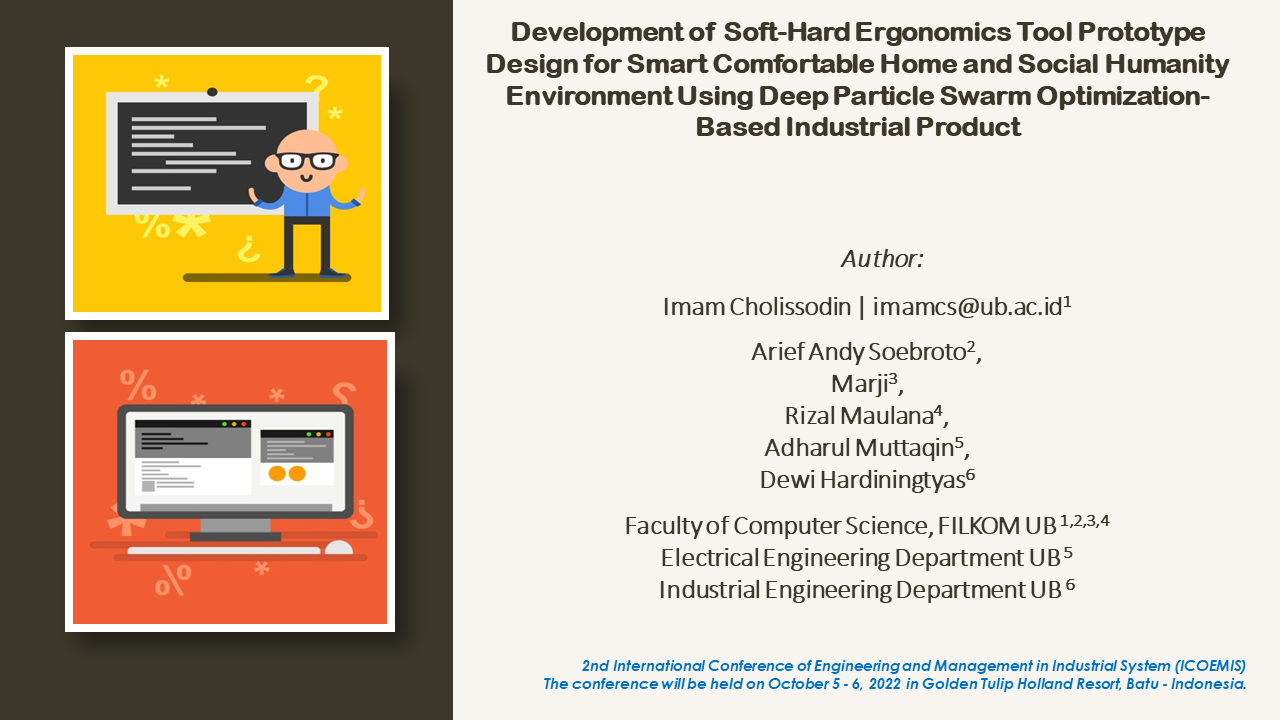 Development of Soft-Hard Ergonomics Tool Prototype
Design for Smart Comfortable Home and Social Humanity
Environment Using Deep Particle Swarm Optimization-
Based Industrial Product
Author:
Imam Cholissodin | imamcs@ub.ac.id¹
Arief Andy Soebroto²,
Marji³,
Rizal Maulana⁴,
Adharul Muttaqin⁵,
Dewi Hardiningtyas⁶
Faculty of Computer Science, FILKOM UB ¹,²,³,⁴
Electrical Engineering Department UB ⁵
Industrial Engineering Department UB ⁶
2nd International Conference of Engineering and Management in Industrial System (ICOEMIS)
The conference will be held on October 5 - 6, 2022 in Golden Tulip Holland Resort, Batu - Indonesia.